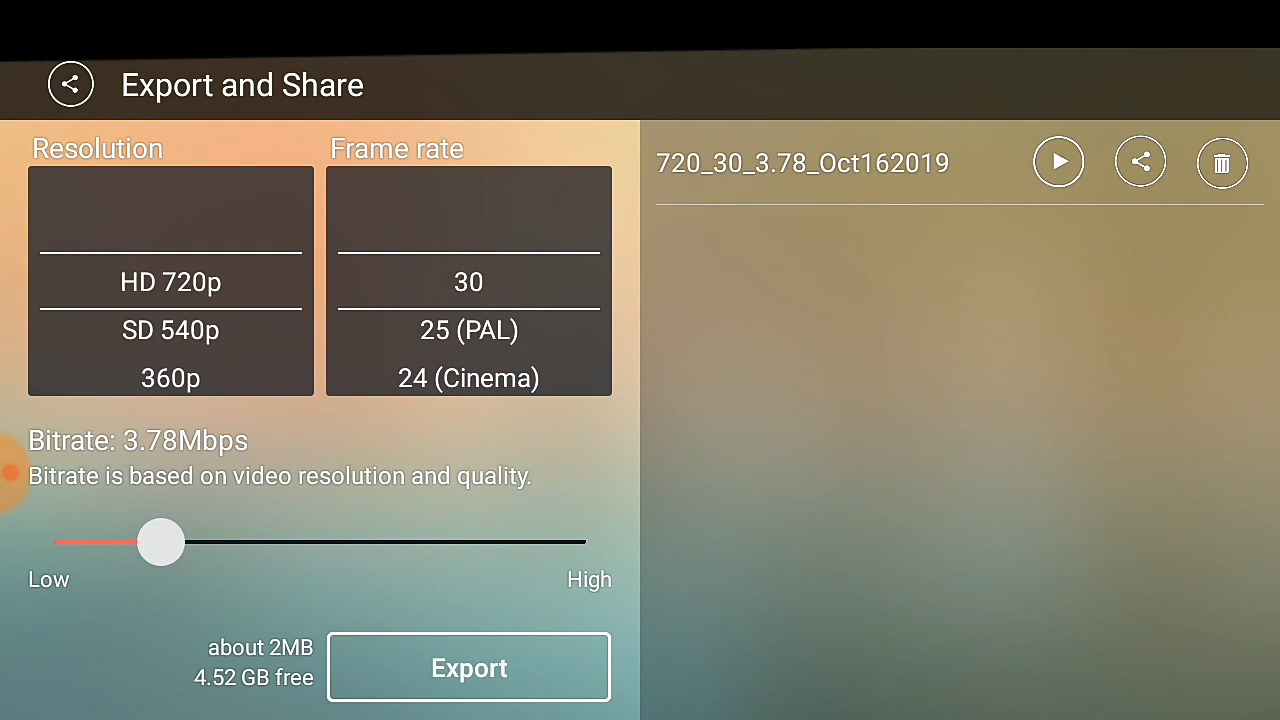 Export and Share
Resolution
Frame rate
HD 720p
SD 540p
360p
30
25 (PAL)
24 (Cinema)
Bitrate: 3.78Mbps
Bitrate is based on video resolution and quality.
Low
High
about 2MB
4.52 GB free
Export
720_30_3.78_Oct162019